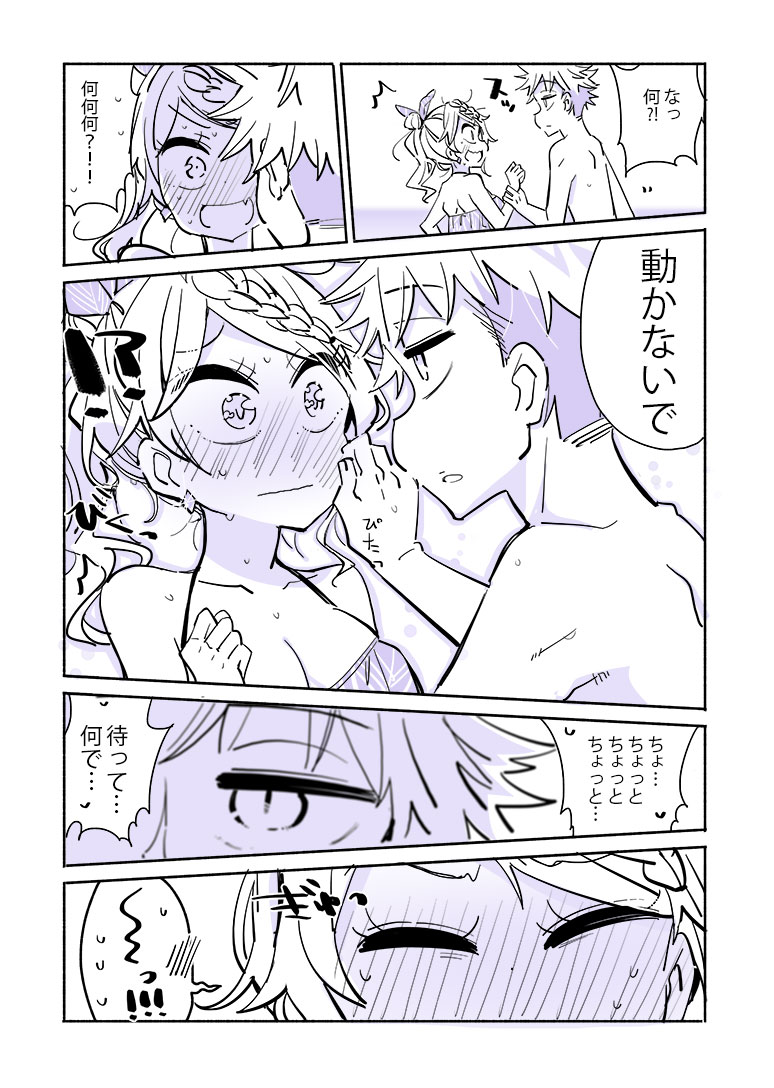 なっ
何?!
スッ
何何何?!!
動かないで
!?
びくっ
ぴた…
ちょ…
ちょっと
ちょっと
ちょっと…
待って…
何で…
ぎゅっ
っ!!!